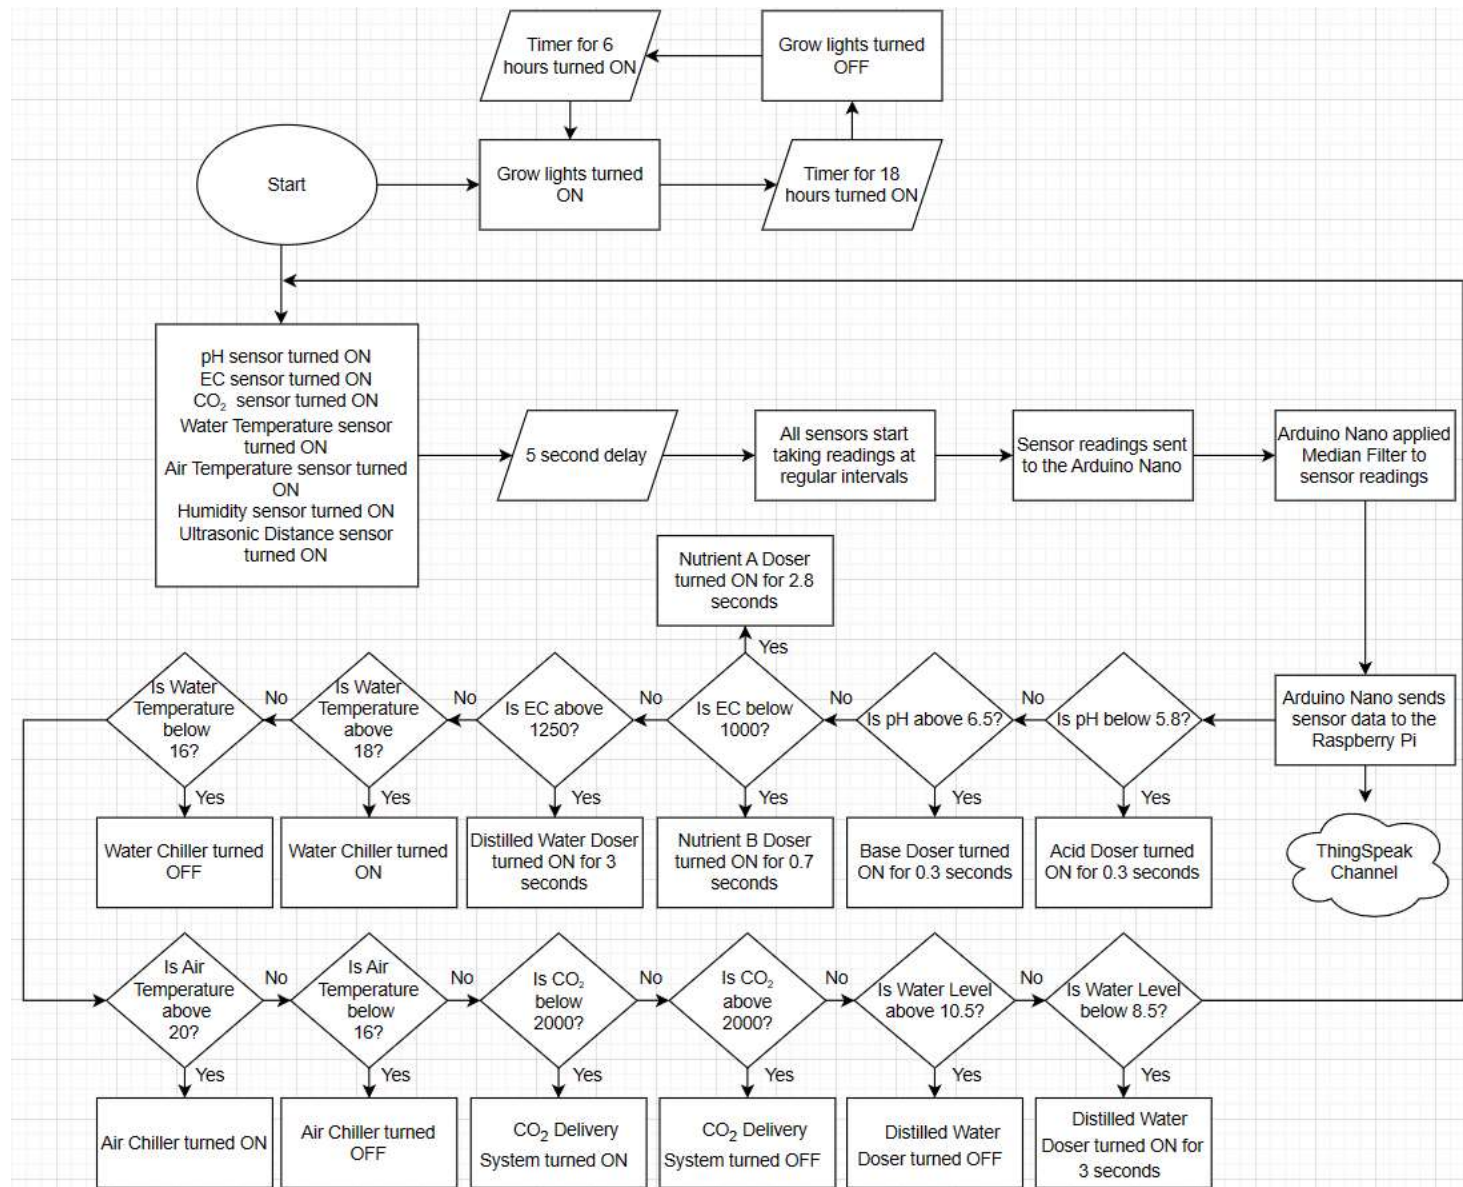 Timer for 6
hours turned ON
Grow lights turned
OFF
Start
Grow lights turned
ON
Timer for 18
hours turned ON
pH sensor turned ON
EC sensor turned ON
CO₂ sensor turned ON
Water Temperature sensor
turned ON
Air Temperature sensor turned
ON
Humidity sensor turned ON
Ultrasonic Distance sensor
turned ON
5 second delay
All sensors start
taking readings at
regular intervals
Sensor readings sent
to the Arduino Nano
Arduino Nano applied
Median Filter to
sensor readings
Arduino Nano sends
sensor data to the
Raspberry Pi
ThingSpeak
Channel
Is pH below 5.8?
Yes
Acid Doser turned
ON for 0.3 seconds
No
Is pH above 6.5?
Yes
Base Doser turned
ON for 0.3 seconds
No
Is EC below
1000?
Yes
Nutrient A Doser
turned ON for 2.8
seconds
Yes
Nutrient B Doser
turned ON for 0.7
seconds
No
Is EC above
1250?
Yes
Distilled Water Doser
turned ON for 3
seconds
No
Is Water
Temperature
above
18?
Yes
Water Chiller turned
ON
No
Is Water
Temperature
below
16?
Yes
Water Chiller turned
OFF
Is Air
Temperature
above
20?
Yes
Air Chiller turned ON
No
Is Air
Temperature
below
16?
Yes
Air Chiller turned
OFF
No
Is CO₂
below
2000?
Yes
CO₂ Delivery
System turned ON
No
Is CO₂
above
2000?
Yes
CO₂ Delivery
System turned OFF
No
Is Water Level
above 10.5?
Yes
Distilled Water
Doser turned OFF
No
Is Water Level
below 8.5?
Yes
Distilled Water
Doser turned ON for
3 seconds